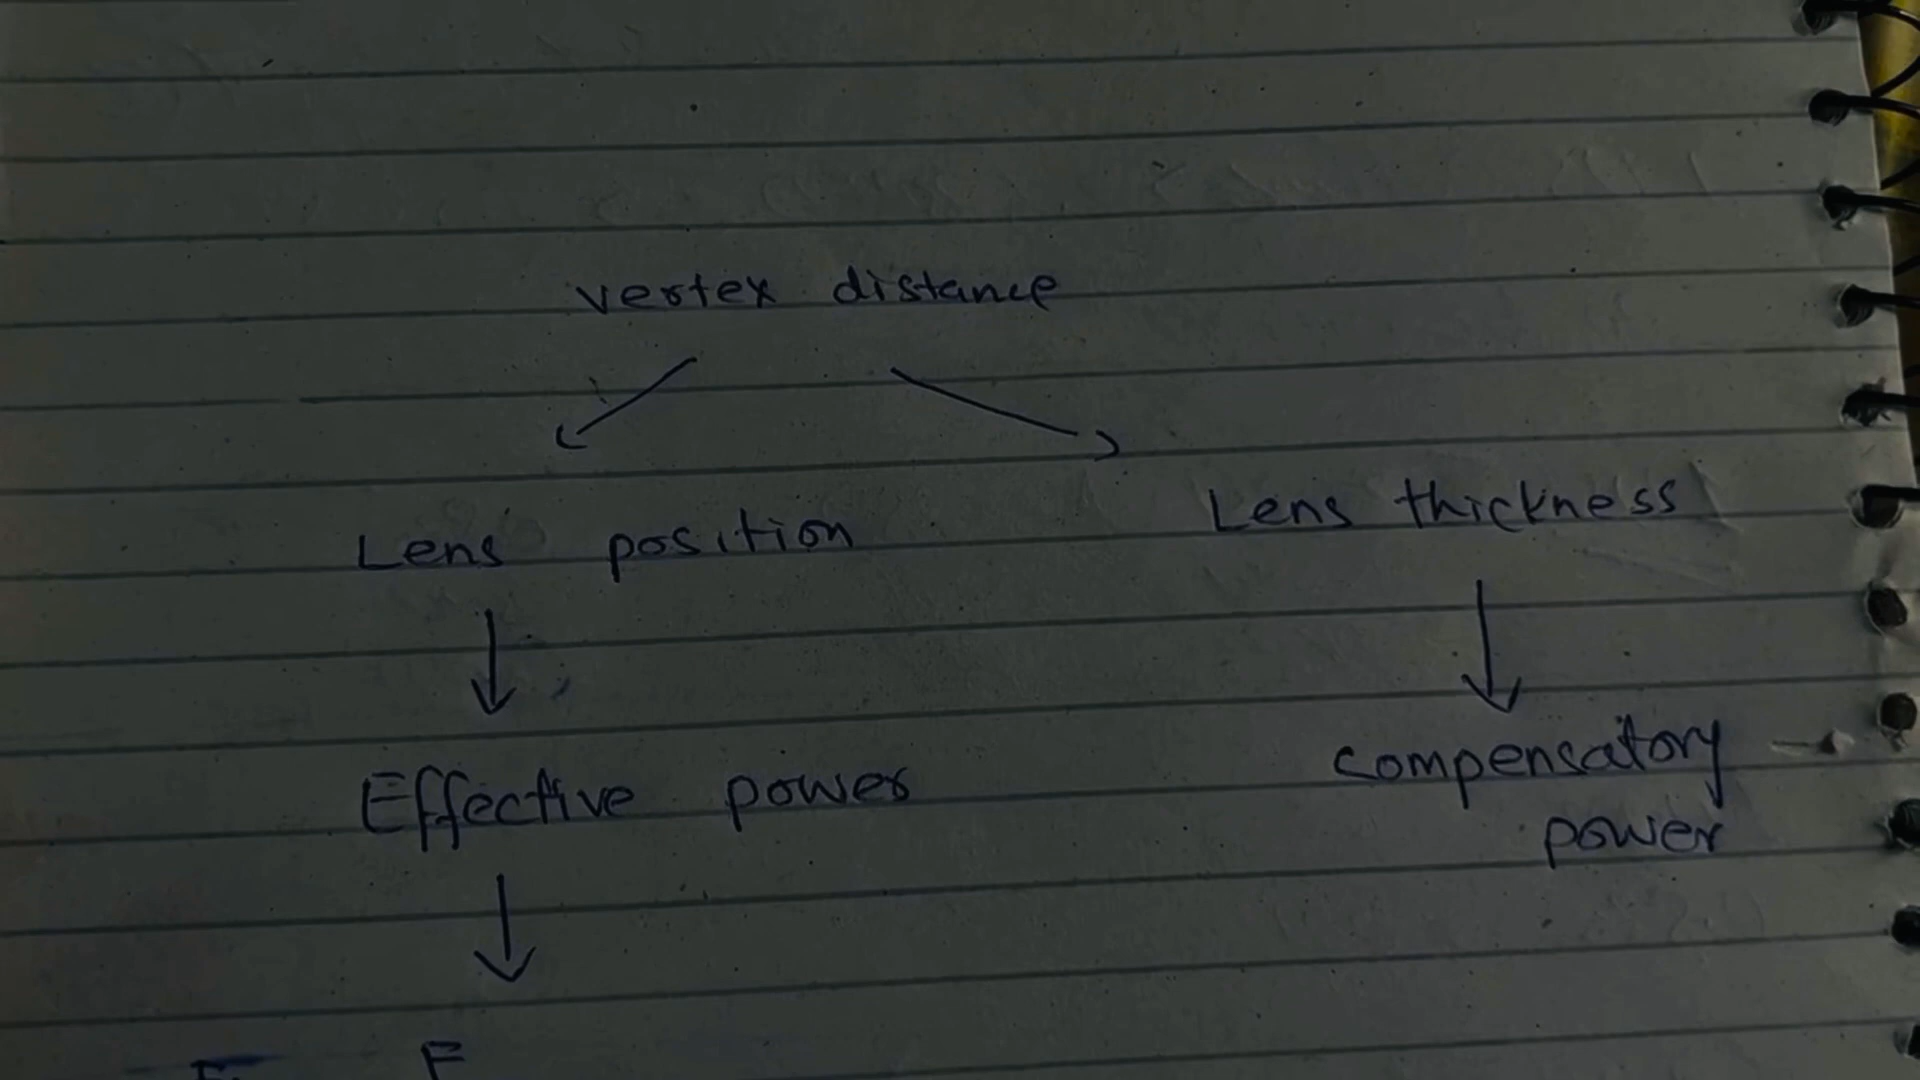 vertex distance
Lens position
Lens thickness
Effective power
compensatory
power
F